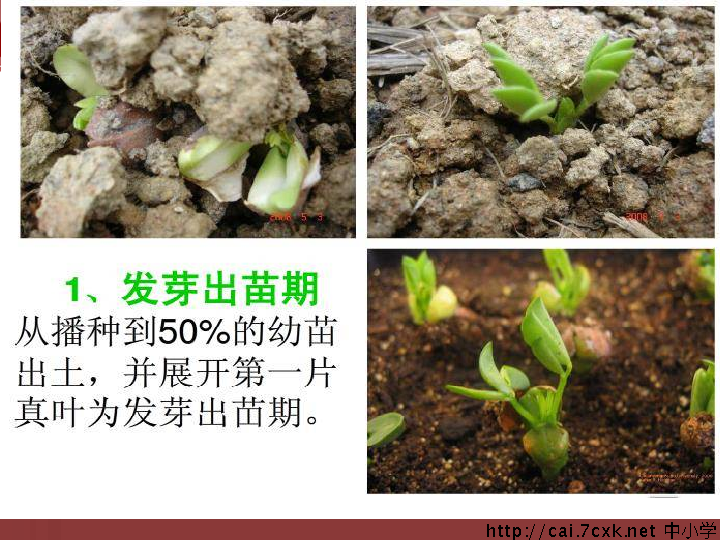 2008 5 3
2008 5 3
1、发芽出苗期
从播种到50%的幼苗
出土，并展开第一片
真叶为发芽出苗期。
http://cai.7cxk.net 中小学